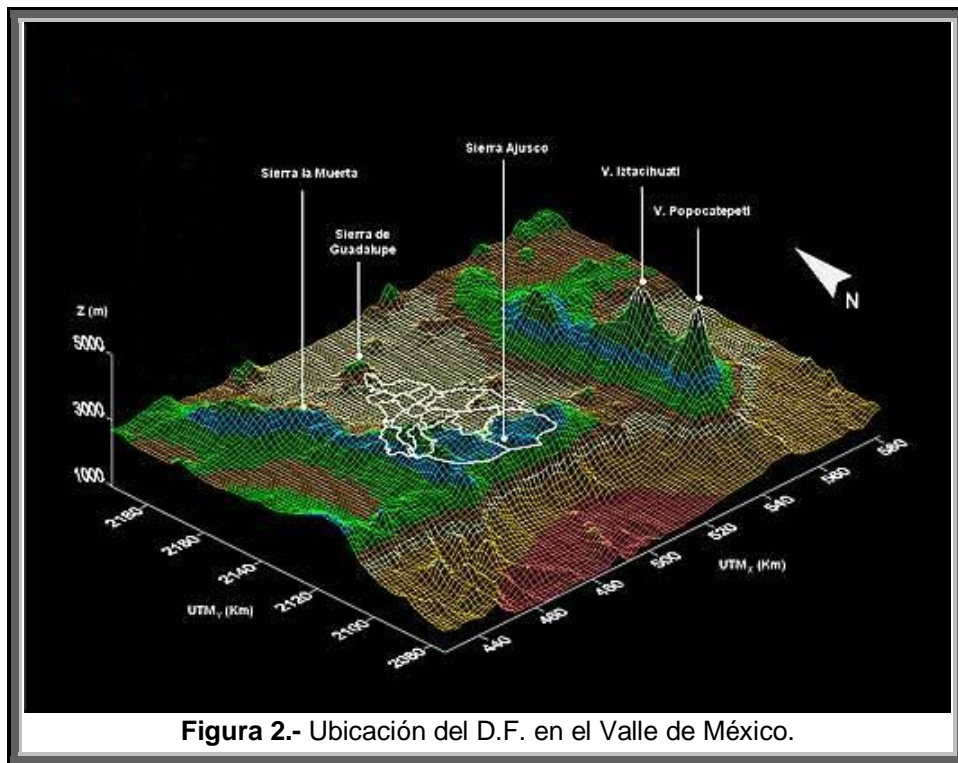 Sierra Ajusco
Sierra la Muerta
V. Iztacihuatl
V. Popocatepetl
Sierra de
Guadalupe
N
Z (m)
5000
3000
1000
2180
2160
2140
2120
2100
2080
UTMY (Km)
440
460
480
500
520
540
560
580
UTMX (Km)
Figura 2.- Ubicación del D.F. en el Valle de México.